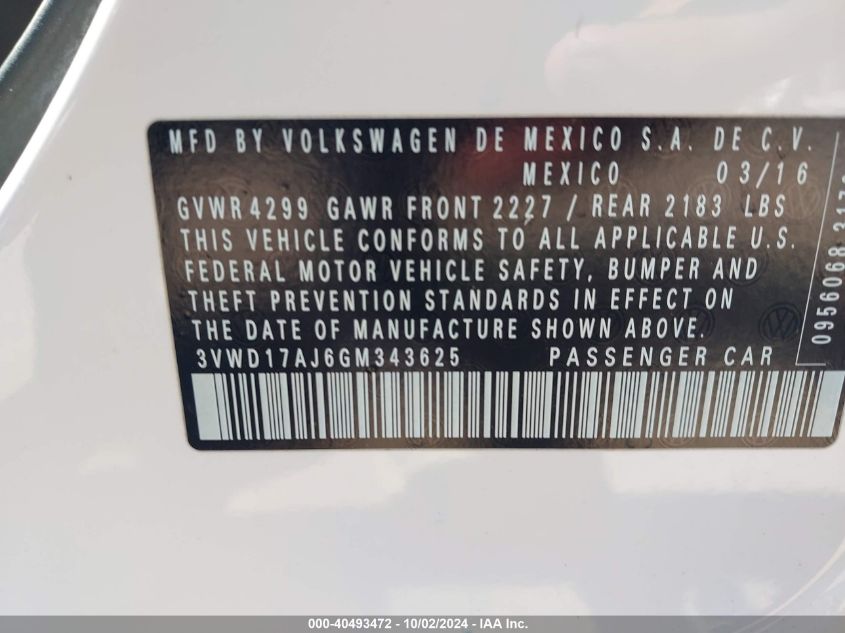 MFD BY VOLKSWAGEN DE MEXICO S.A. DE C.V.
MEXICO 03/16
GVWR 4299 GAWR FRONT 2227 / REAR 2183 LBS
THIS VEHICLE CONFORMS TO ALL APPLICABLE U.S.
FEDERAL MOTOR VEHICLE SAFETY, BUMPER AND
THEFT PREVENTION STANDARDS IN EFFECT ON
THE DATE OF MANUFACTURE SHOWN ABOVE.
3VWD17AJ6GM343625 PASSENGER CAR
0956068
000-40493472 - 10/02/2024 - IAA Inc.